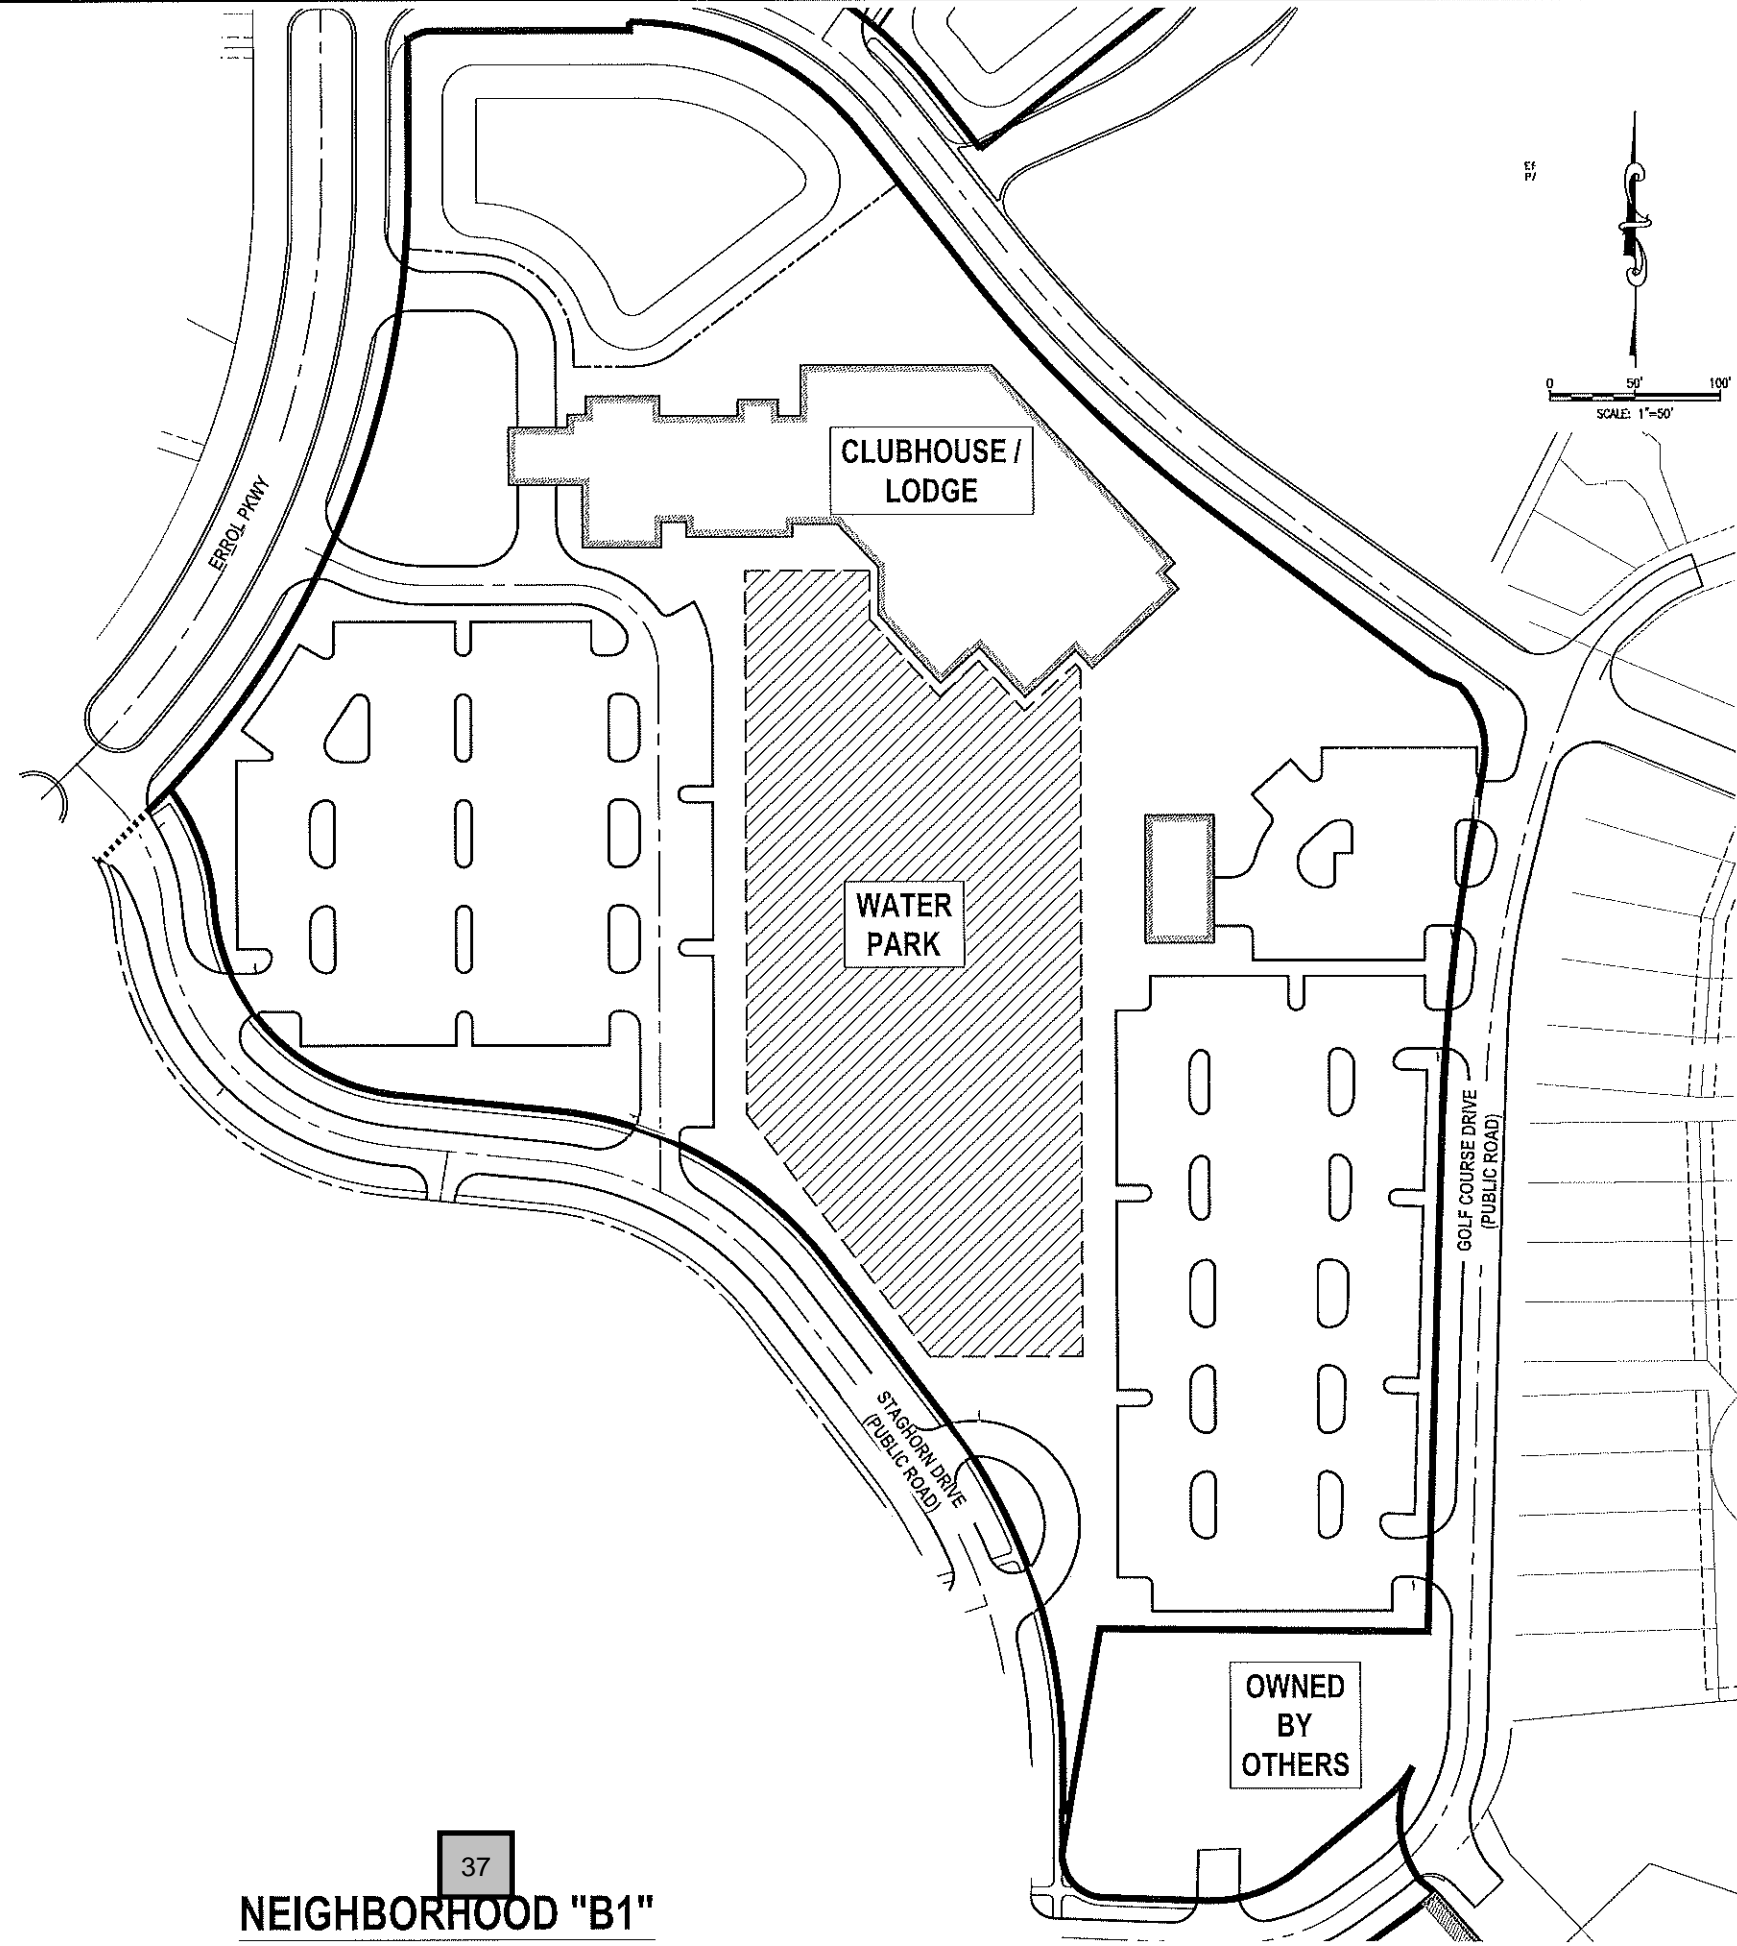 0 50' 100'
SCALE: 1"=50'
ERROL PKWY
CLUBHOUSE /
LODGE
WATER
PARK
GOLF COURSE DRIVE
(PUBLIC ROAD)
STAGHORN DRIVE
(PUBLIC ROAD)
OWNED
BY
OTHERS
37
NEIGHBORHOOD "B1"